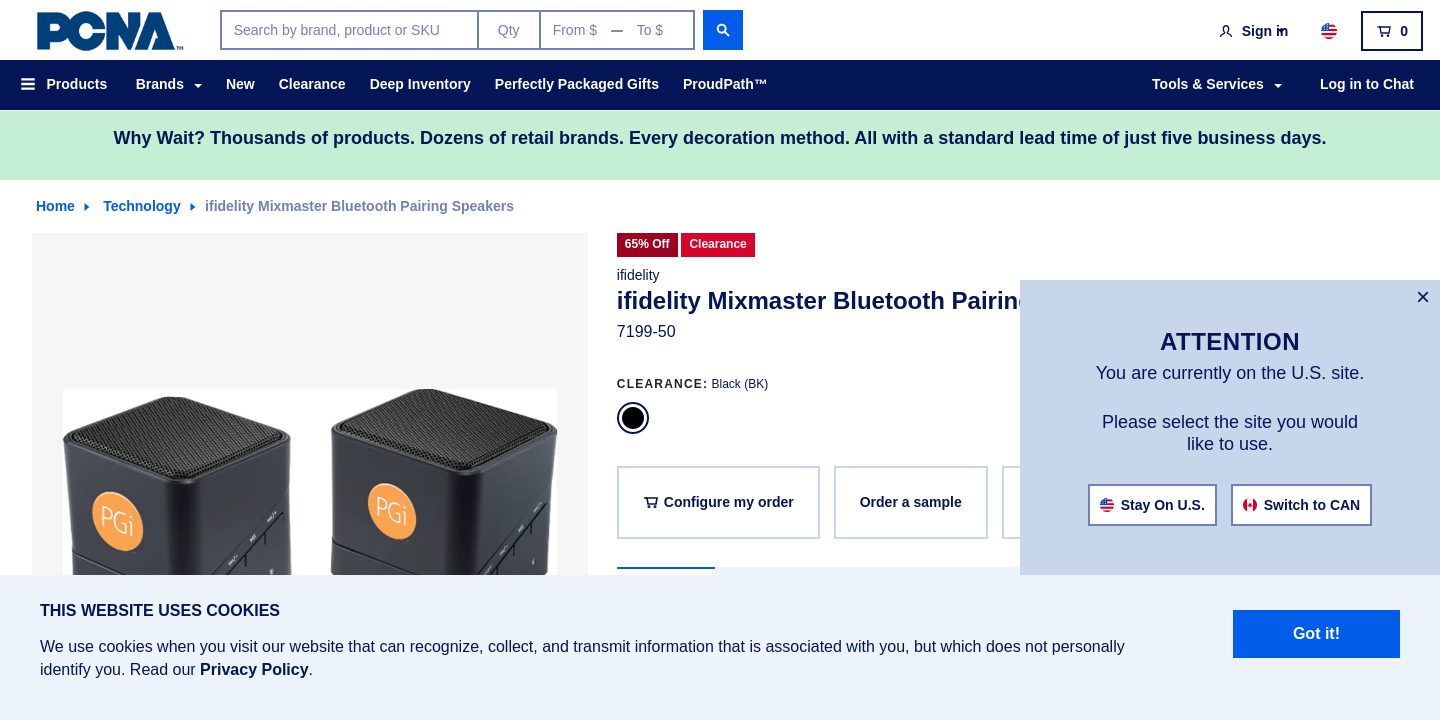 PCNA™
Search by brand, product or SKU
Qty
From $ — To $
Sign in
0
Products
Brands
New
Clearance
Deep Inventory
Perfectly Packaged Gifts
ProudPath™
Tools & Services
Log in to Chat
Why Wait? Thousands of products. Dozens of retail brands. Every decoration method. All with a standard lead time of just five business days.
Home
Technology
ifidelity Mixmaster Bluetooth Pairing Speakers
65% Off
Clearance
ifidelity
ifidelity Mixmaster Bluetooth Pairing
7199-50
CLEARANCE: Black (BK)
Configure my order
Order a sample
PGi
PGi
×
ATTENTION
You are currently on the U.S. site.
Please select the site you would
like to use.
Stay On U.S.
Switch to CAN
THIS WEBSITE USES COOKIES
We use cookies when you visit our website that can recognize, collect, and transmit information that is associated with you, but which does not personally
identify you. Read our Privacy Policy.
Got it!